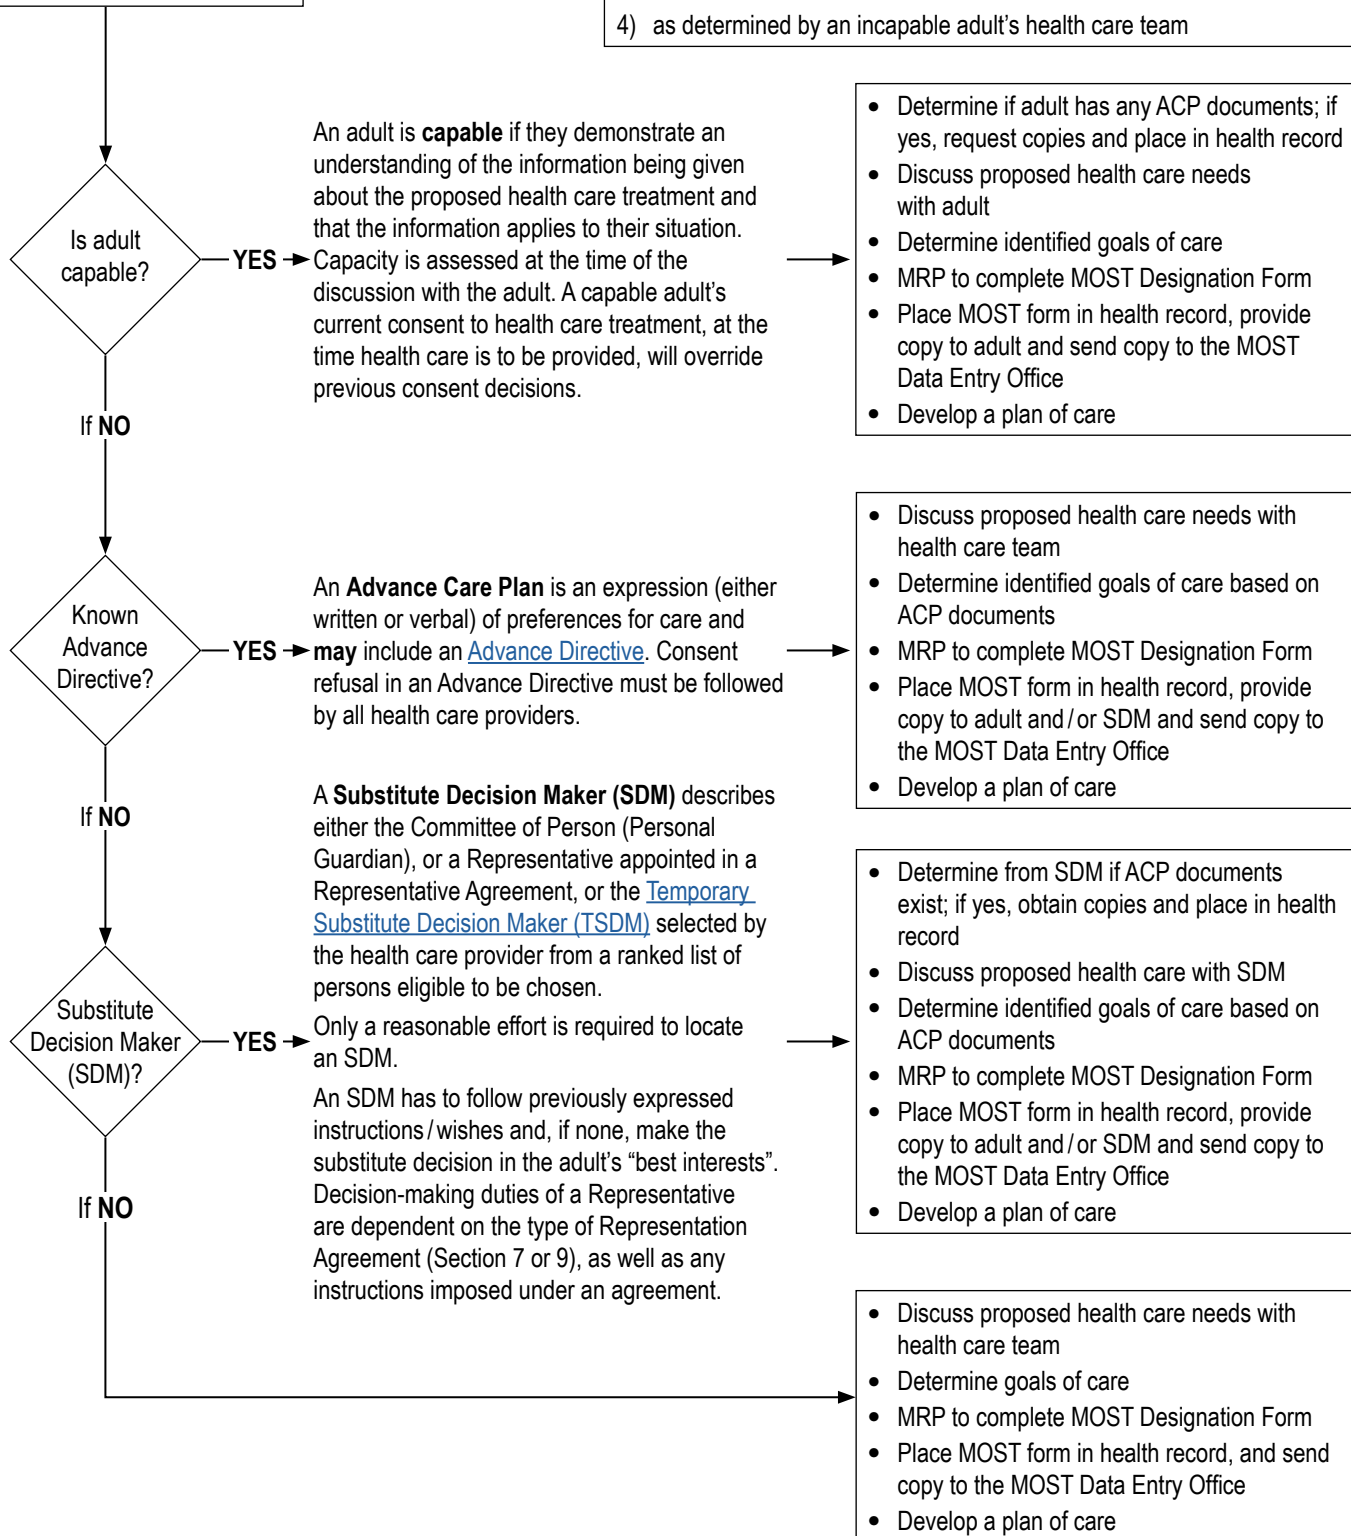 4) as determined by an incapable adult’s health care team
Is adult
capable?
YES
An adult is capable if they demonstrate an
understanding of the information being given
about the proposed health care treatment and
that the information applies to their situation.
Capacity is assessed at the time of the
discussion with the adult. A capable adult’s
current consent to health care treatment, at the
time health care is to be provided, will override
previous consent decisions.
• Determine if adult has any ACP documents; if
yes, request copies and place in health record
• Discuss proposed health care needs
with adult
• Determine identified goals of care
• MRP to complete MOST Designation Form
• Place MOST form in health record, provide
copy to adult and send copy to the MOST
Data Entry Office
• Develop a plan of care
If NO
Known
Advance
Directive?
YES
An Advance Care Plan is an expression (either
written or verbal) of preferences for care and
may include an Advance Directive. Consent
refusal in an Advance Directive must be followed
by all health care providers.
• Discuss proposed health care needs with
health care team
• Determine identified goals of care based on
ACP documents
• MRP to complete MOST Designation Form
• Place MOST form in health record, provide
copy to adult and/or SDM and send copy to
the MOST Data Entry Office
• Develop a plan of care
If NO
Substitute
Decision Maker
(SDM)?
YES
A Substitute Decision Maker (SDM) describes
either the Committee of Person (Personal
Guardian), or a Representative appointed in a
Representative Agreement, or the Temporary
Substitute Decision Maker (TSDM) selected by
the health care provider from a ranked list of
persons eligible to be chosen.
Only a reasonable effort is required to locate
an SDM.
An SDM has to follow previously expressed
instructions/wishes and, if none, make the
substitute decision in the adult’s “best interests”.
Decision-making duties of a Representative
are dependent on the type of Representation
Agreement (Section 7 or 9), as well as any
instructions imposed under an agreement.
• Determine from SDM if ACP documents
exist; if yes, obtain copies and place in health
record
• Discuss proposed health care with SDM
• Determine identified goals of care based on
ACP documents
• MRP to complete MOST Designation Form
• Place MOST form in health record, provide
copy to adult and/or SDM and send copy to
the MOST Data Entry Office
• Develop a plan of care
If NO
• Discuss proposed health care needs with
health care team
• Determine goals of care
• MRP to complete MOST Designation Form
• Place MOST form in health record, and send
copy to the MOST Data Entry Office
• Develop a plan of care